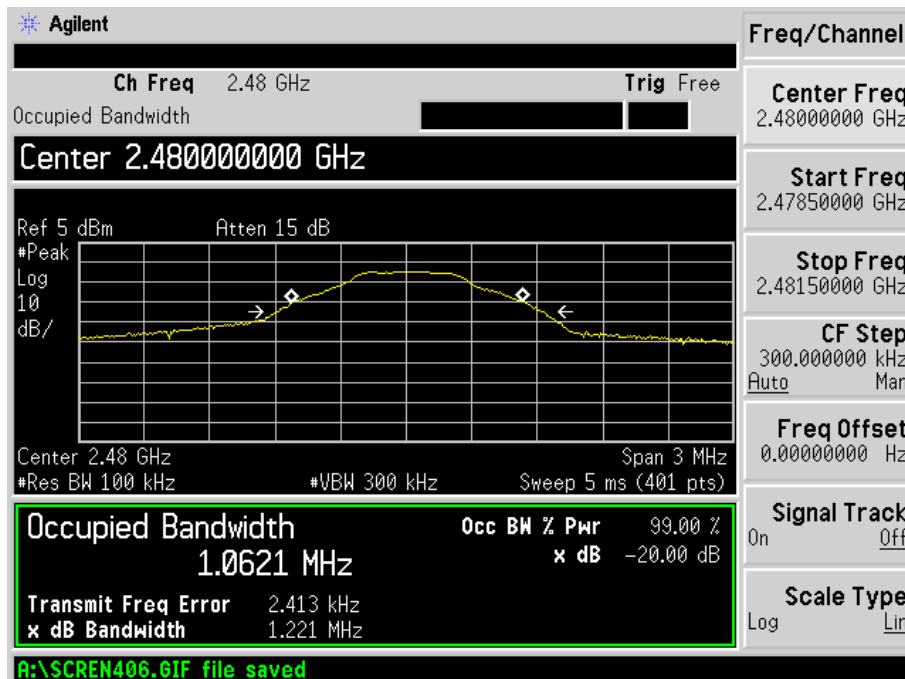 Agilent
Freq/Channel
Ch Freq 2.48 GHz Trig Free
Occupied Bandwidth
Center 2.480000000 GHz
Ref 5 dBm Atten 15 dB
#Peak
Log
10
dB/
Center 2.48 GHz Span 3 MHz
#Res BW 100 kHz #VBW 300 kHz Sweep 5 ms (401 pts)
Occupied Bandwidth Occ BW % Pwr 99.00 %
1.0621 MHz x dB -20.00 dB
Transmit Freq Error 2.413 kHz
x dB Bandwidth 1.221 MHz
A:\SCREN406.GIF file saved
Center Freq
2.48000000 GHz
Start Freq
2.47850000 GHz
Stop Freq
2.48150000 GHz
CF Step
300.000000 kHz
Auto Man
Freq Offset
0.00000000 Hz
Signal Track
On Off
Scale Type
Log Lin